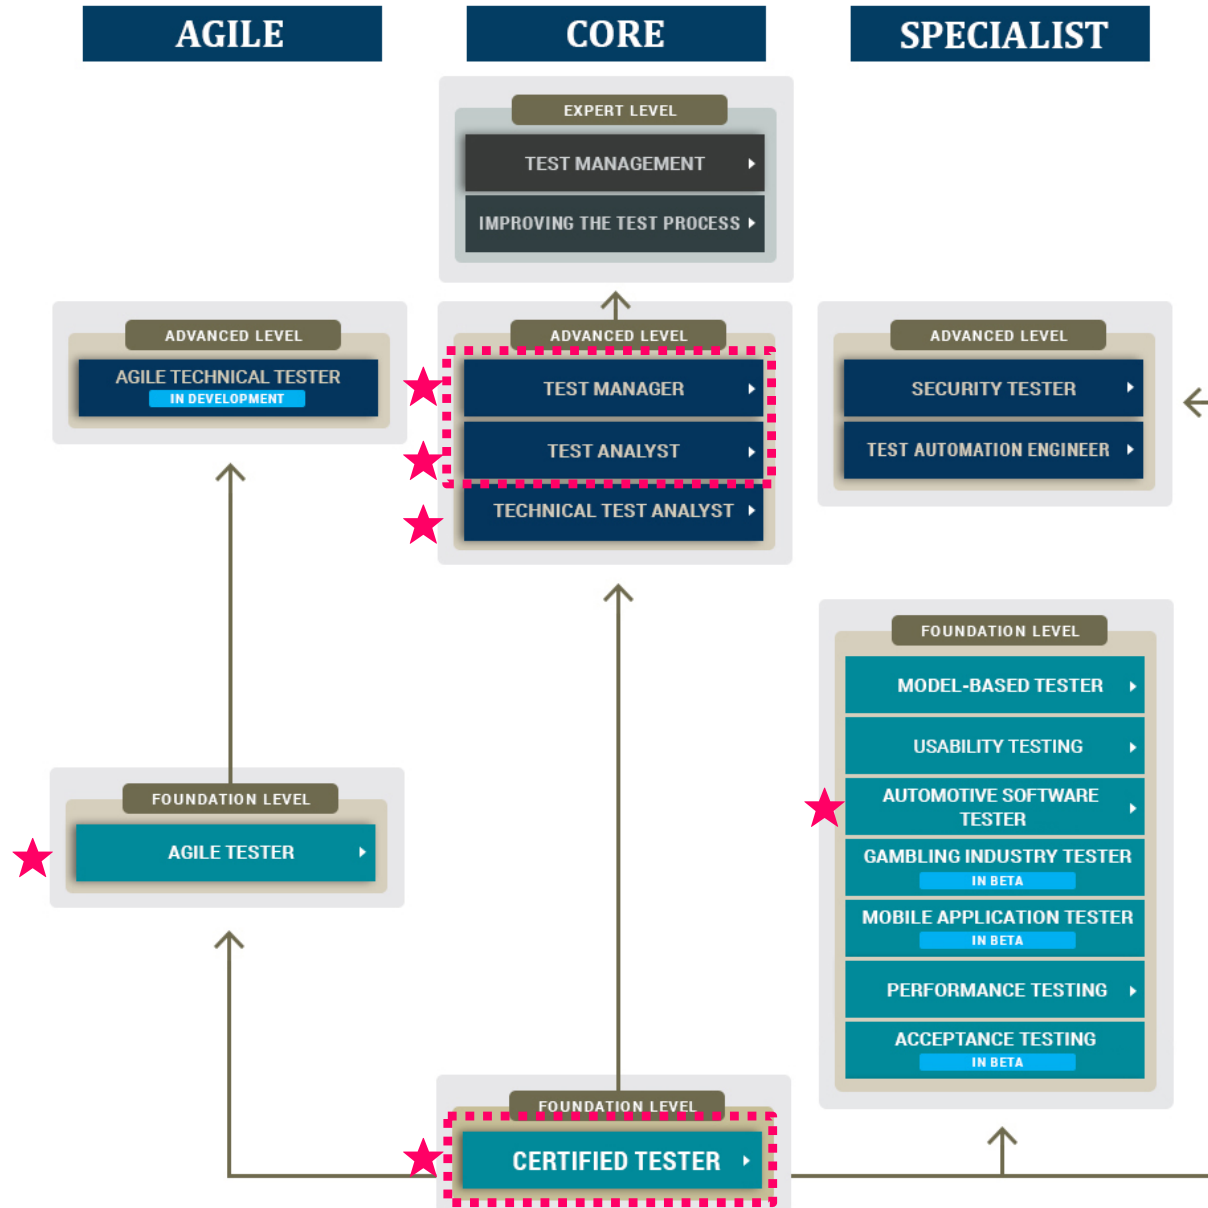 AGILE
CORE
SPECIALIST
EXPERT LEVEL
TEST MANAGEMENT
IMPROVING THE TEST PROCESS
ADVANCED LEVEL
AGILE TECHNICAL TESTER
IN DEVELOPMENT
ADVANCED LEVEL
TEST MANAGER
TEST ANALYST
TECHNICAL TEST ANALYST
ADVANCED LEVEL
SECURITY TESTER
TEST AUTOMATION ENGINEER
FOUNDATION LEVEL
MODEL-BASED TESTER
USABILITY TESTING
AUTOMOTIVE SOFTWARE
TESTER
GAMBLING INDUSTRY TESTER
IN BETA
MOBILE APPLICATION TESTER
IN BETA
PERFORMANCE TESTING
ACCEPTANCE TESTING
IN BETA
FOUNDATION LEVEL
AGILE TESTER
FOUNDATION LEVEL
CERTIFIED TESTER